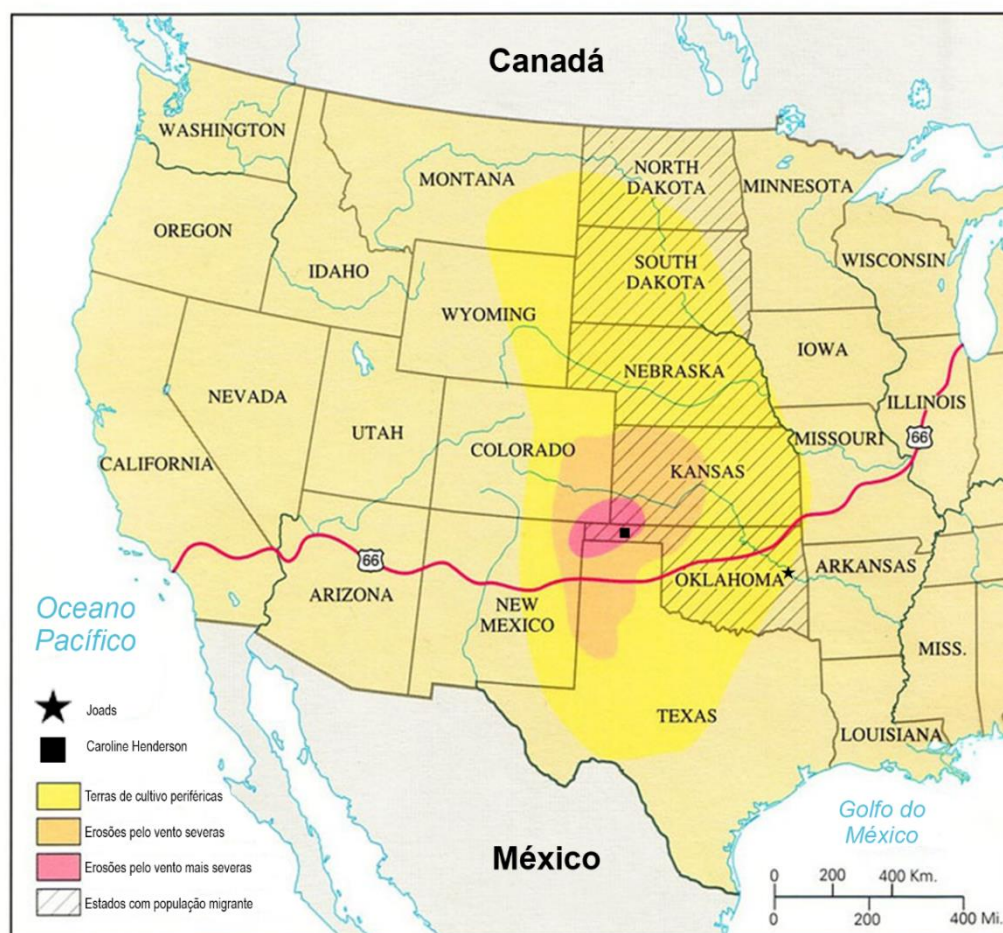 Canadá
WASHINGTON
NORTH
DAKOTA
MONTANA
MINNESOTA
OREGON
SOUTH
DAKOTA
WISCONSIN
IDAHO
WYOMING
IOWA
NEBRASKA
NEVADA
ILLINOIS
UTAH
COLORADO
MISSOURI
66
CALIFORNIA
KANSAS
66
ARIZONA
OKLAHOMA
ARKANSAS
NEW
MEXICO
Oceano
Pacífico
MISS.
TEXAS
LOUISIANA
Joads
Caroline Henderson
Terras de cultivo periféricas
Erosões pelo vento severas
Erosões pelo vento mais severas
Estados com população migrante
Golfo do
México
México
0 200 400 Km.
0 200 400 Mi.